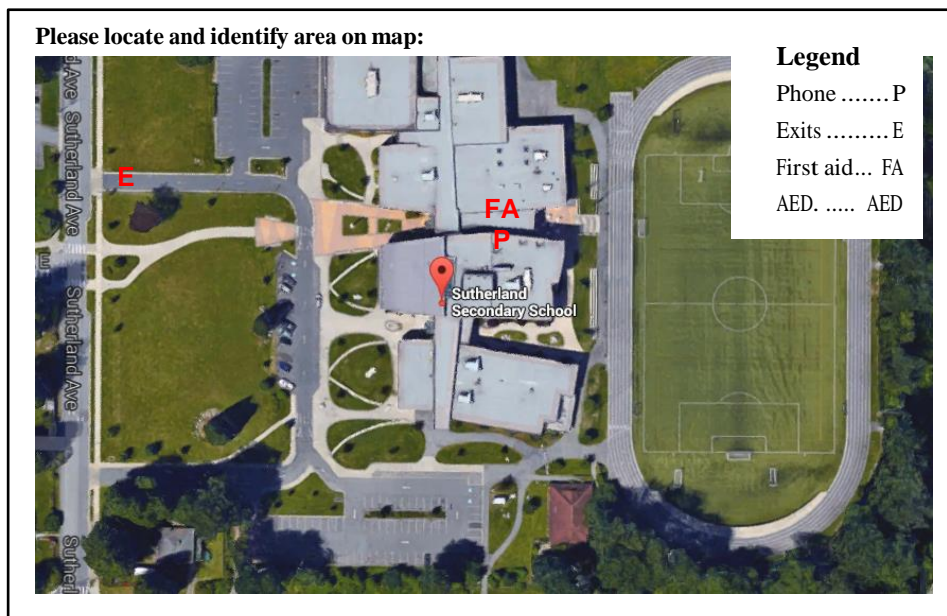 Please locate and identify area on map:
Legend
Phone .......P
Exits .........E
First aid... FA
AED. ..... AED
d Ave
Sutherland Ave
Sutherland Ave
Sutherl
E
FA
P
Sutherland
Secondary School